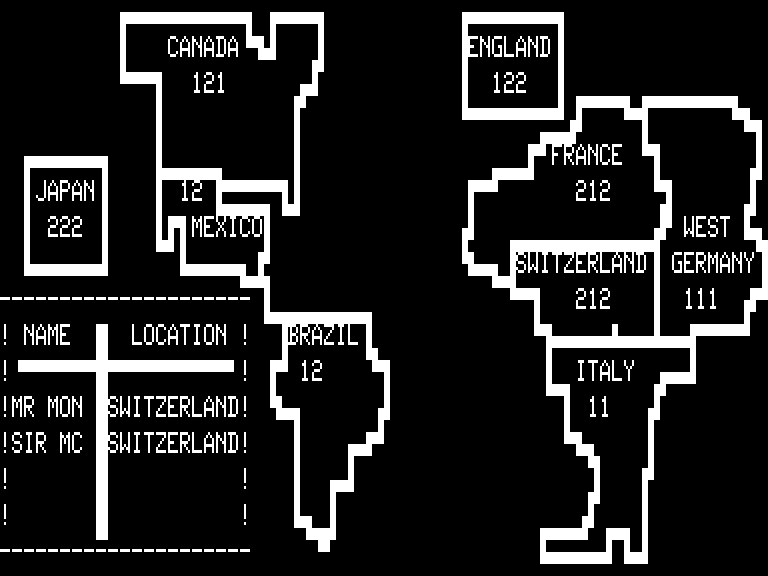 CANADA
121
ENGLAND
122
FRANCE
212
JAPAN
222
12
MEXICO
WEST
GERMANY
111
SWITZERLAND
212
! NAME LOCATION !
! !
!MR MON SWITZERLAND!
!SIR MC SWITZERLAND!
! !
! !
BRAZIL
12
ITALY
11